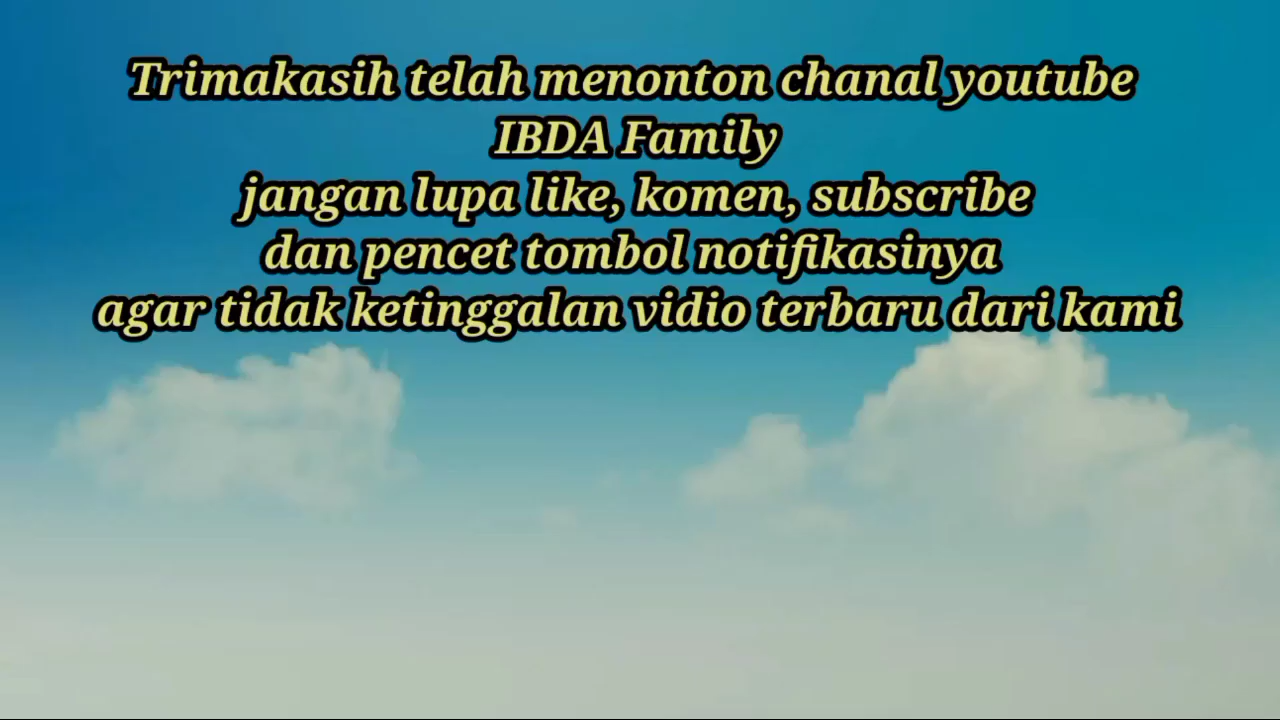 Trimakasih telah menonton chanal youtube
IBDA Family
jangan lupa like, komen, subscribe
dan pencet tombol notifikasinya
agar tidak ketinggalan vidio terbaru dari kami